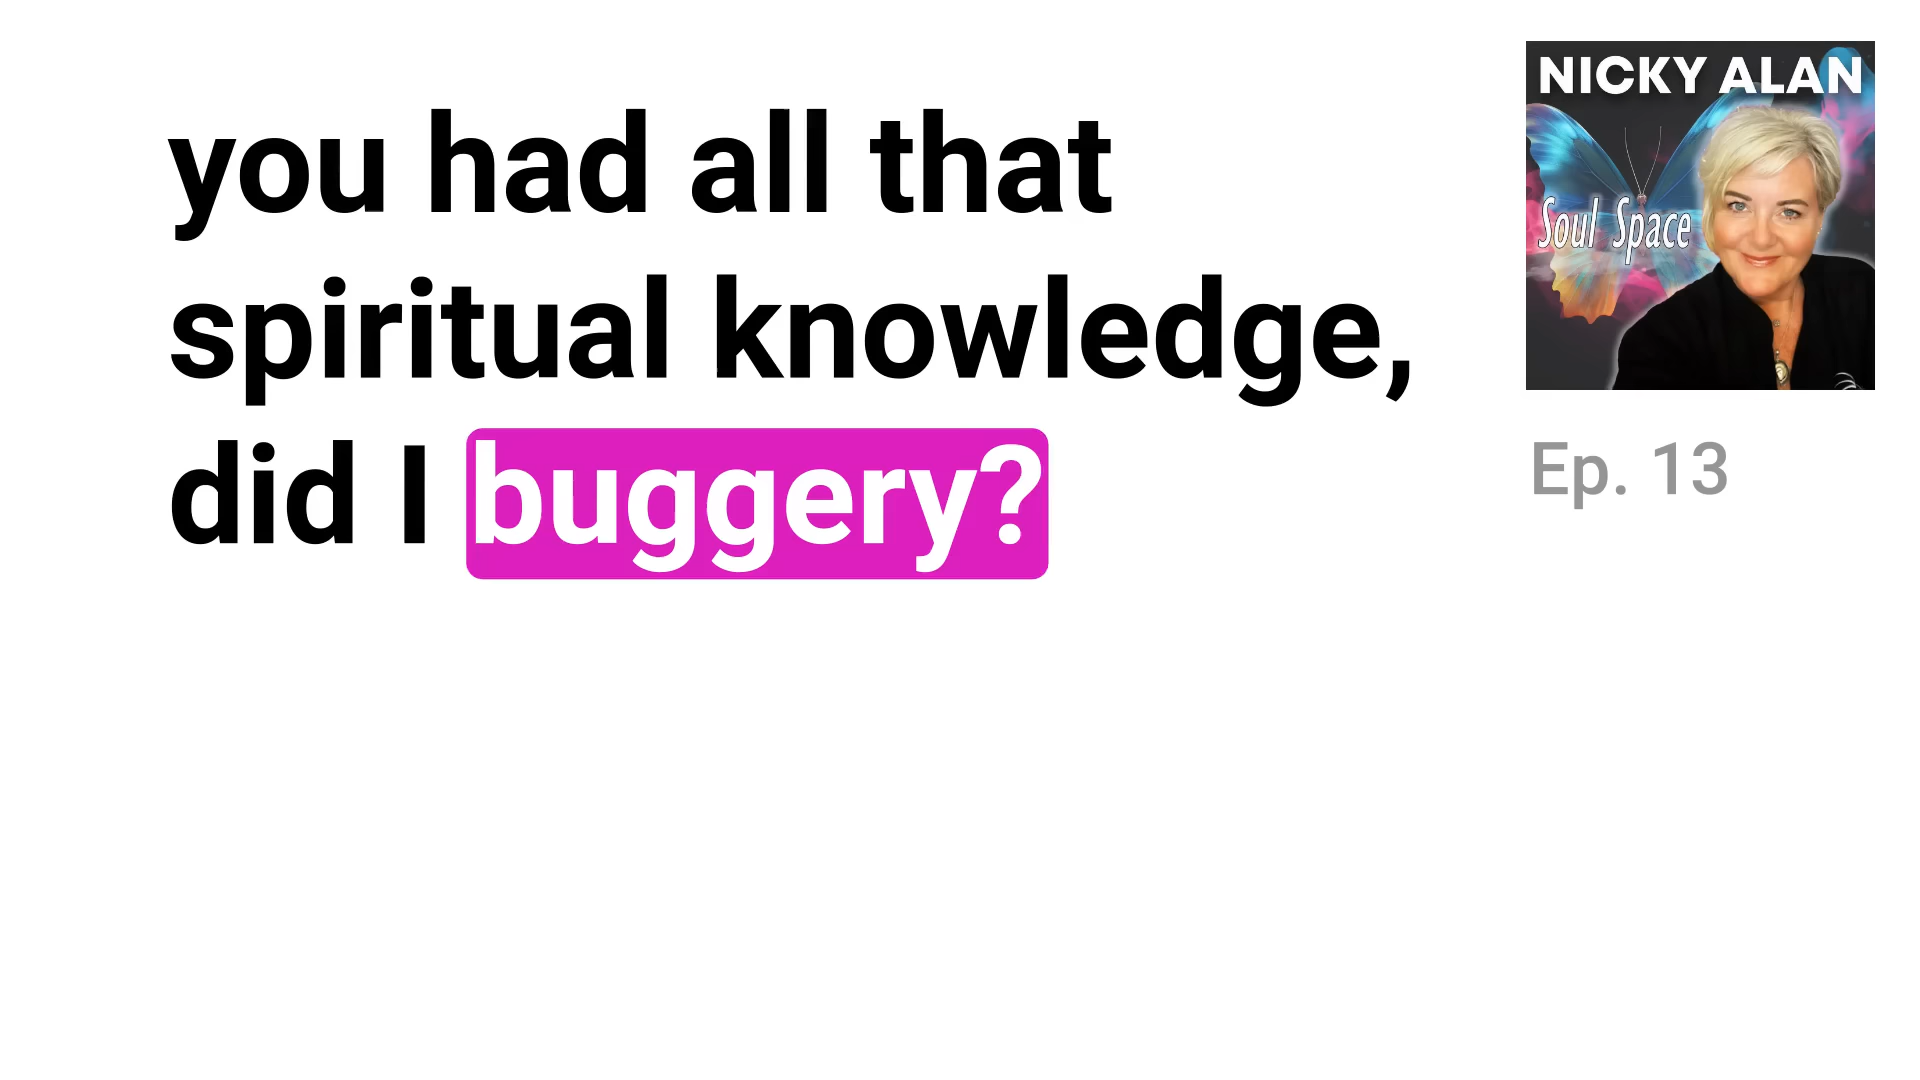 you had all that
spiritual knowledge,
did I buggery?
NICKY ALAN
Soul Space
Ep. 13